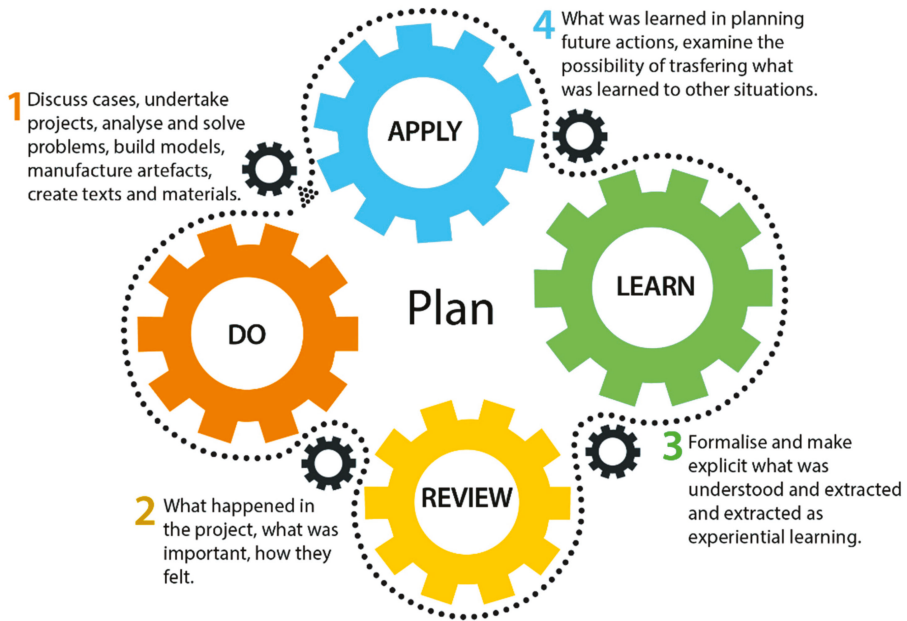 1 Discuss cases, undertake
projects, analyse and solve
problems, build models,
manufacture artefacts,
create texts and materials.
4 What was learned in planning
future actions, examine the
possibility of trasfering what
was learned to other situations.
APPLY
LEARN
Plan
DO
REVIEW
2 What happened in
the project, what was
important, how they
felt.
3 Formalise and make
explicit what was
understood and extracted
and extracted as
experiential learning.